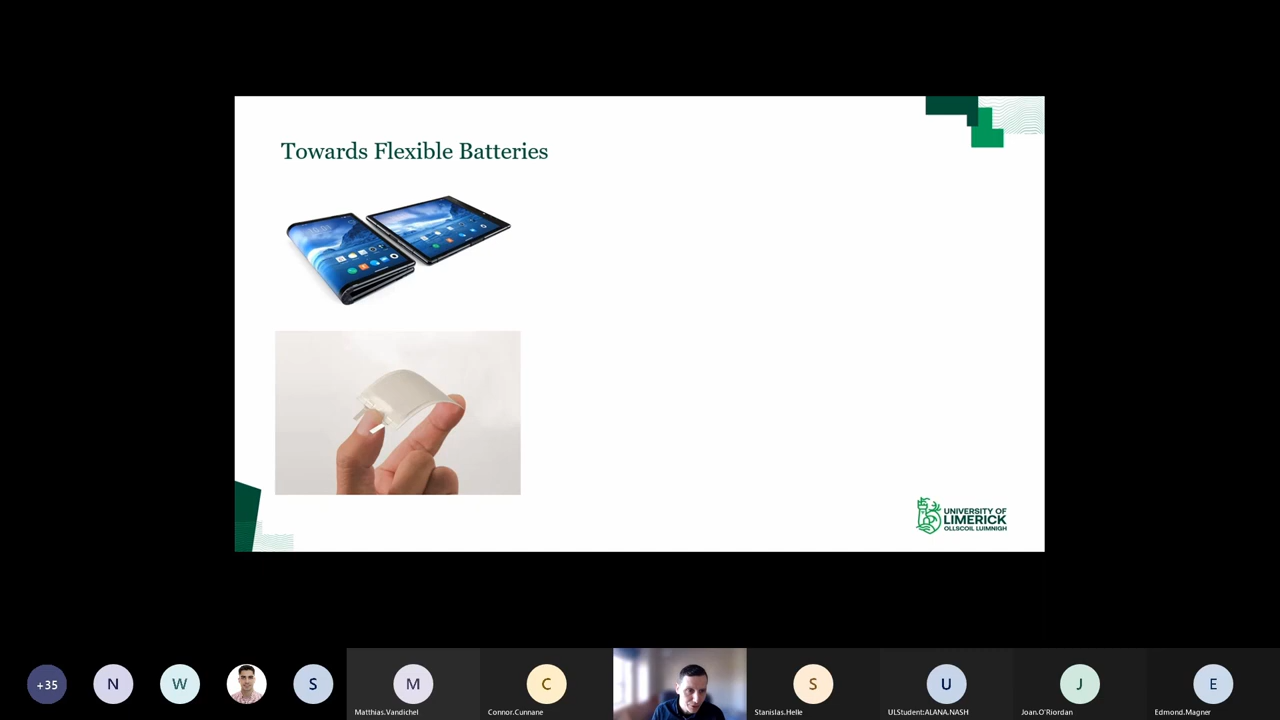 Towards Flexible Batteries
UNIVERSITY OF
LIMERICK
OLLSCOIL LUIMNIGH
+35
N
W
S
M
C
S
U
J
E
Matthias.Vandichel
Connor.Cunnane
Stanislas.Helle
ULStudent:ALANA.NASH
Joan.O'Riordan
Edmond.Magner